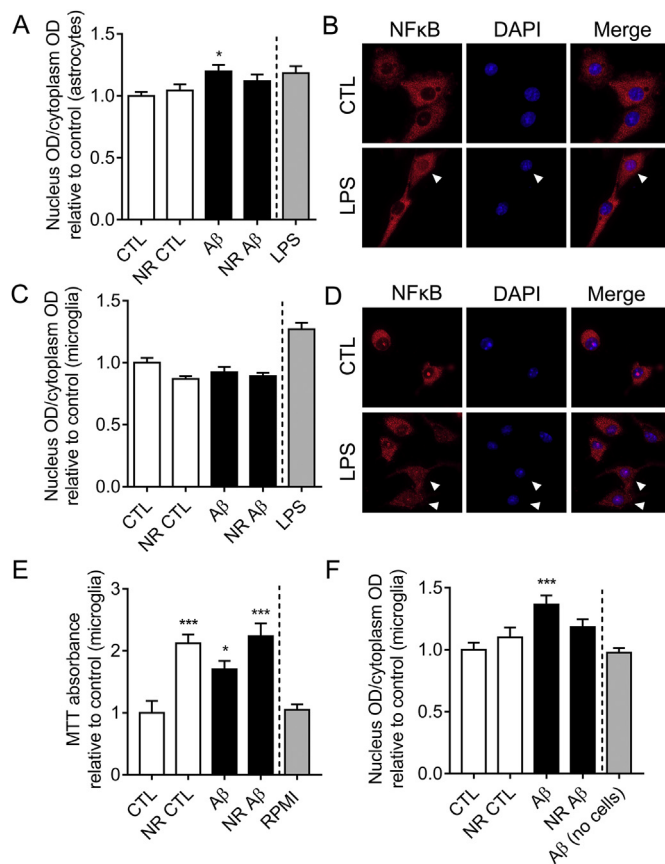 A
Nucleus OD/cytoplasm OD
relative to control (astrocytes)
1.5
1.0
0.5
0.0
*
CTL
NR CTL
Aβ
NR Aβ
LPS
B
NFκB
DAPI
Merge
CTL
LPS
C
Nucleus OD/cytoplasm OD
relative to control (microglia)
1.5
1.0
0.5
0.0
CTL
NR CTL
Aβ
NR Aβ
LPS
D
NFκB
DAPI
Merge
CTL
LPS
E
MTT absorbance
relative to control (microglia)
3
2
1
0
***
*
***
CTL
NR CTL
Aβ
NR Aβ
RPMI
F
Nucleus OD/cytoplasm OD
relative to control (microglia)
1.5
1.0
0.5
0.0
***
CTL
NR CTL
Aβ
NR Aβ
Aβ (no cells)